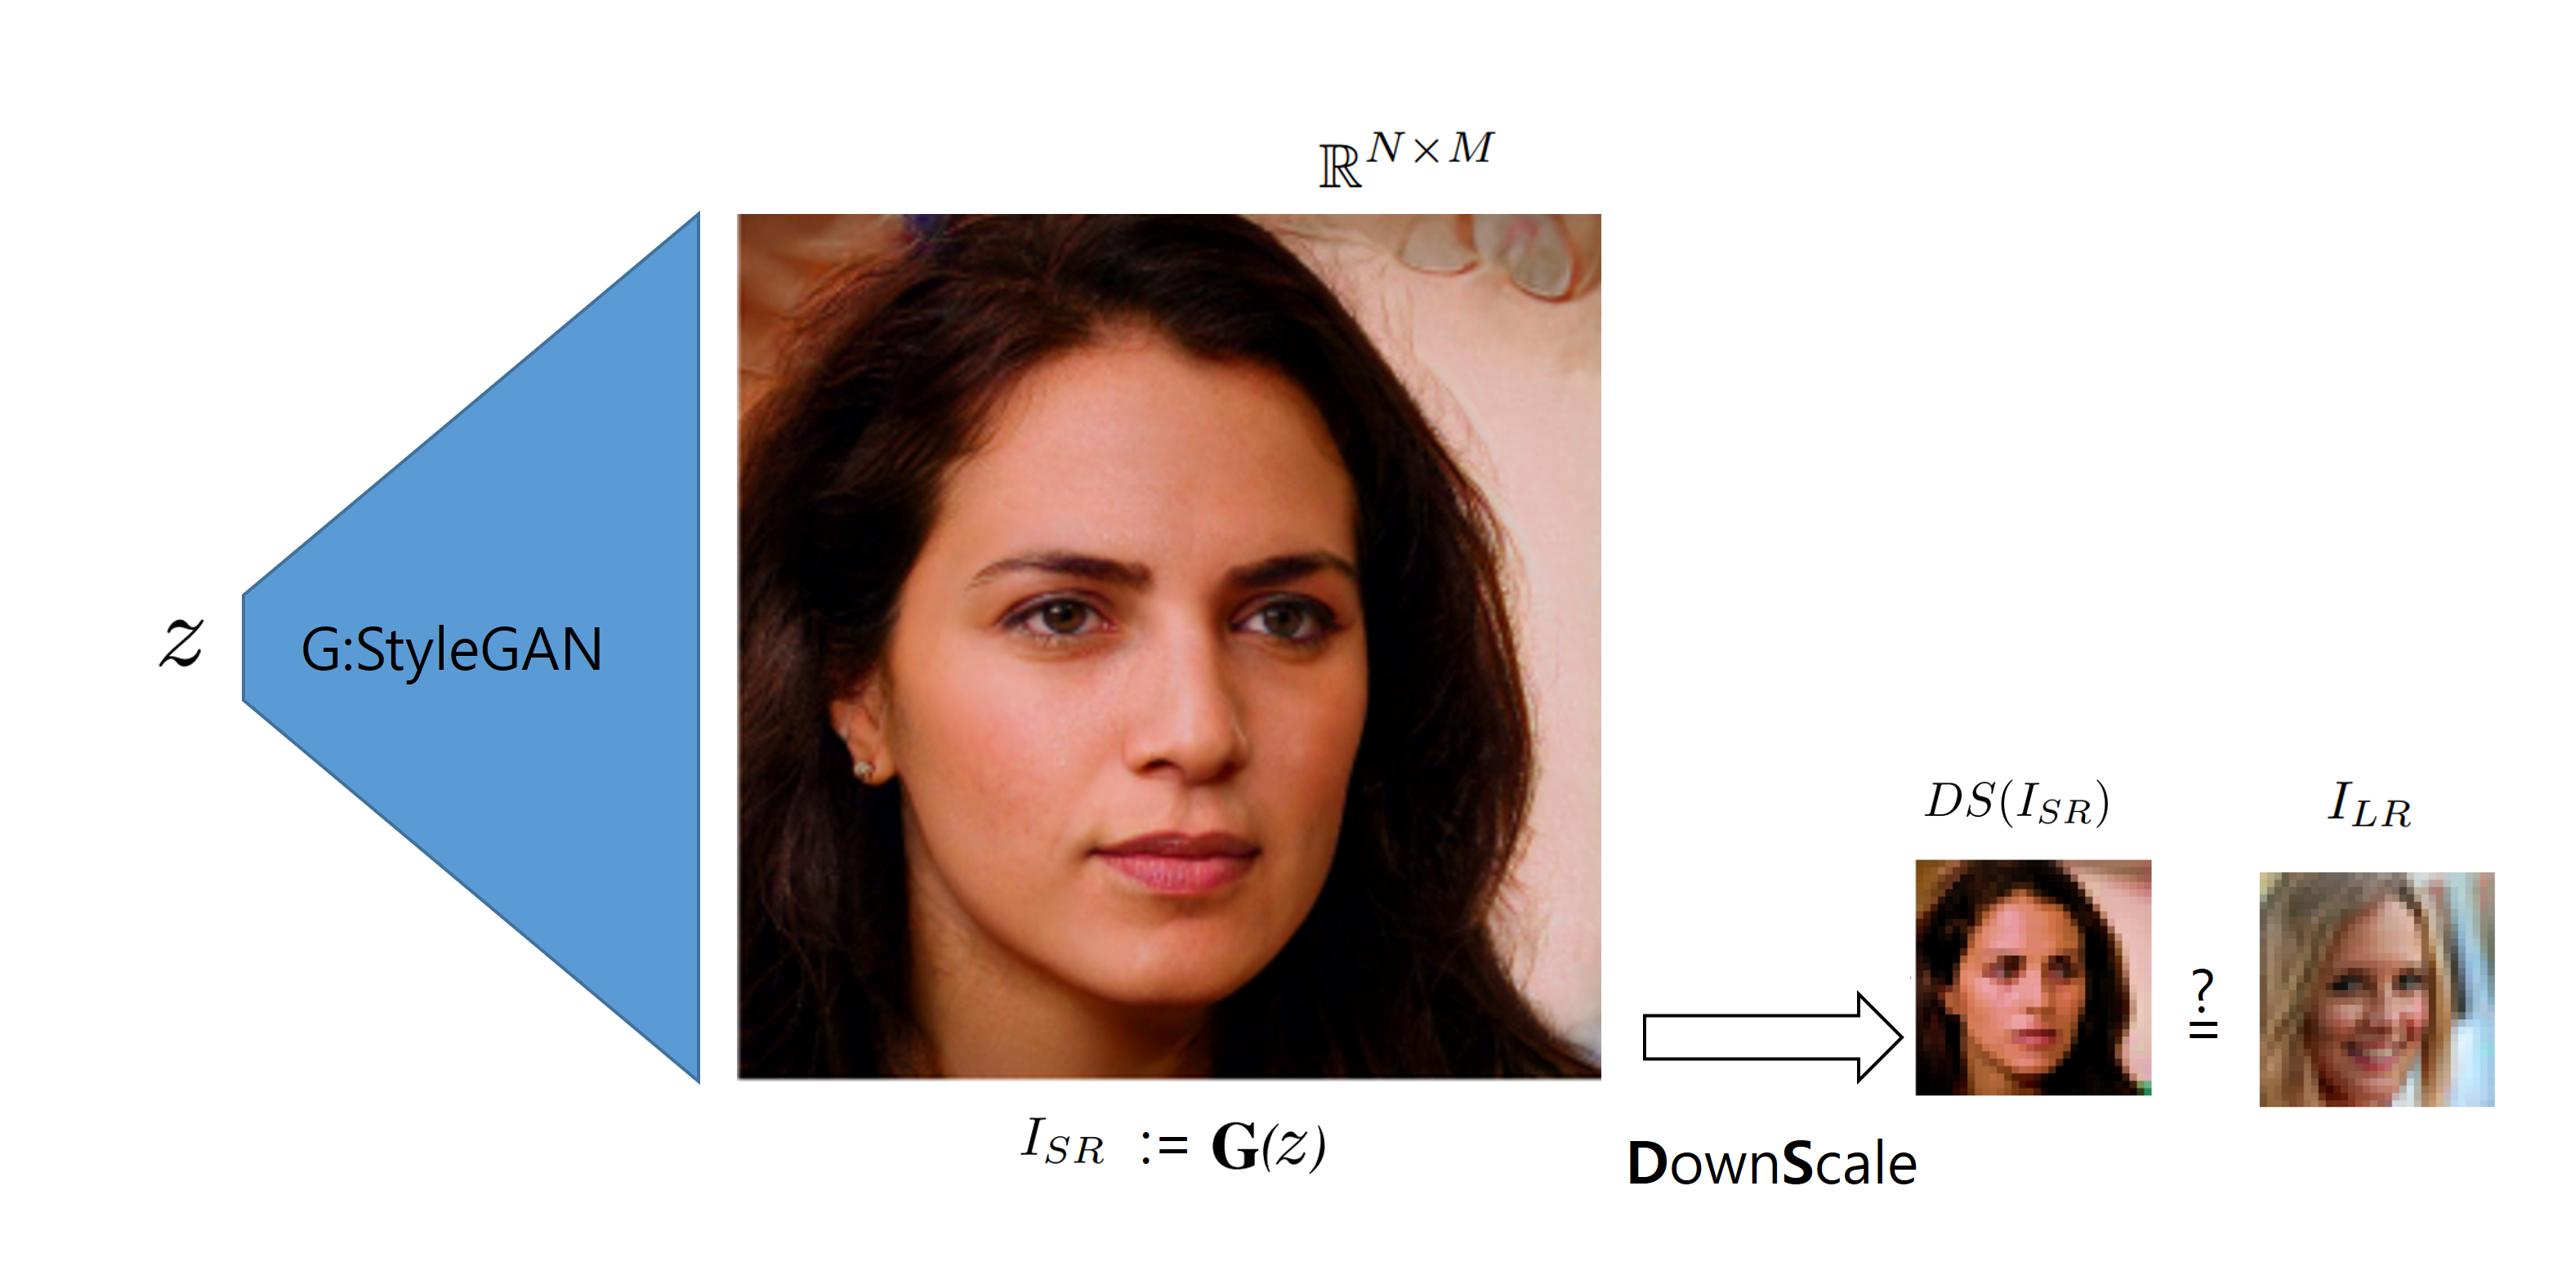 ℝ^{N×M}
z
G:StyleGAN
DS(I_{SR})
I_{LR}
?
=
I_{SR} := G(z)
DownScale